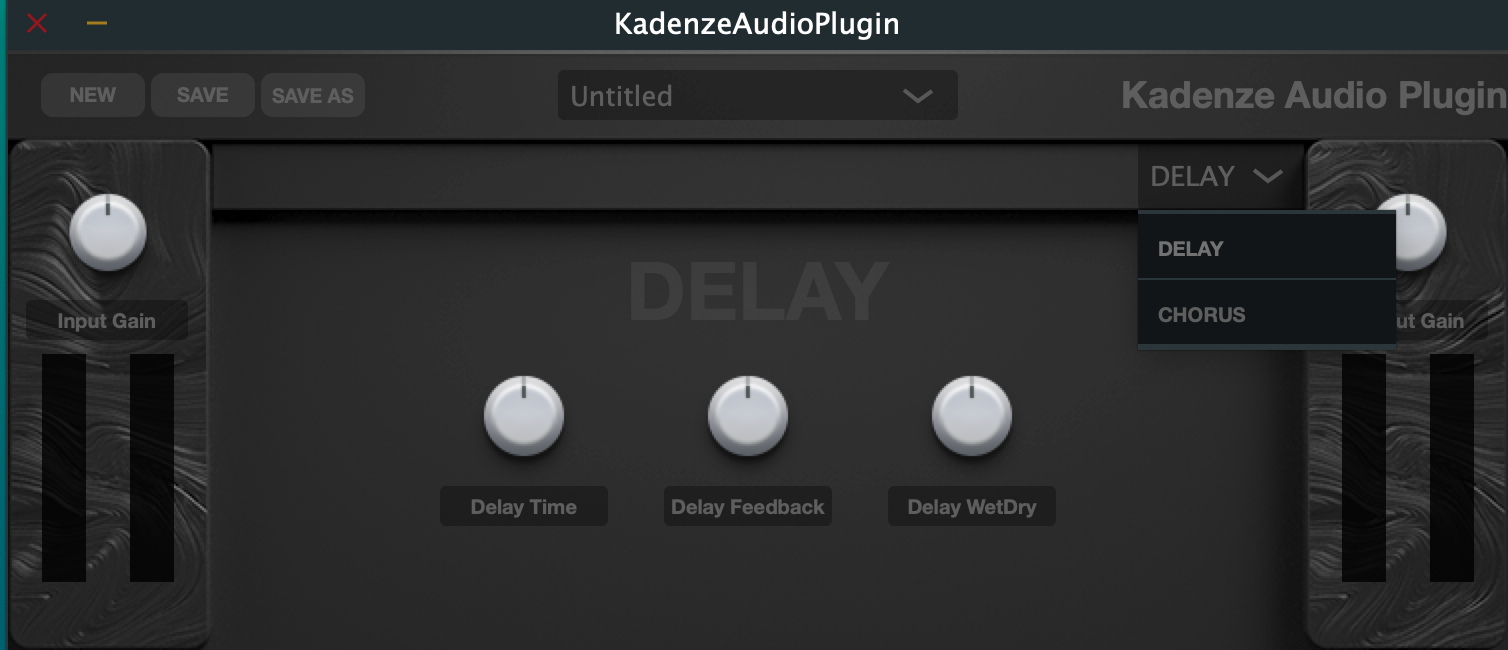 KadenzeAudioPlugin
NEW
SAVE
SAVE AS
Untitled
Kadenze Audio Plugin
DELAY
DELAY
CHORUS
DELAY
Input Gain
ut Gain
Delay Time
Delay Feedback
Delay WetDry